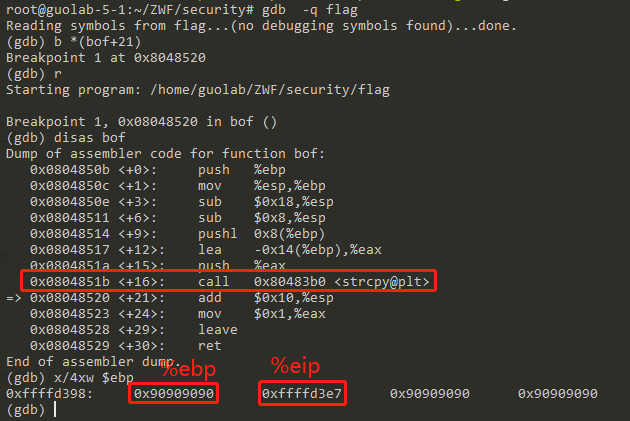 root@guolab-5-1:~/ZWF/security# gdb  -q flag
Reading symbols from flag...(no debugging symbols found)...done.
(gdb) b *(bof+21)
Breakpoint 1 at 0x8048520
(gdb) r
Starting program: /home/guolab/ZWF/security/flag

Breakpoint 1, 0x08048520 in bof ()
(gdb) disas bof
Dump of assembler code for function bof:
   0x0804850b <+0>:     push   %ebp
   0x0804850c <+1>:     mov    %esp,%ebp
   0x0804850e <+3>:     sub    $0x18,%esp
   0x08048511 <+6>:     sub    $0x8,%esp
   0x08048514 <+9>:     pushl  0x8(%ebp)
   0x08048517 <+12>:    lea    -0x14(%ebp),%eax
   0x0804851a <+15>:    push   %eax
   0x0804851b <+16>:    call   0x80483b0 <strcpy@plt>
=> 0x08048520 <+21>:    add    $0x10,%esp
   0x08048523 <+24>:    mov    $0x1,%eax
   0x08048528 <+29>:    leave
   0x08048529 <+30>:    ret
End of assembler dump.
%ebp %eip
(gdb) x/4xw $ebp
0xffffd398:     0x90909090      0xffffd3e7      0x90909090      0x90909090
(gdb)